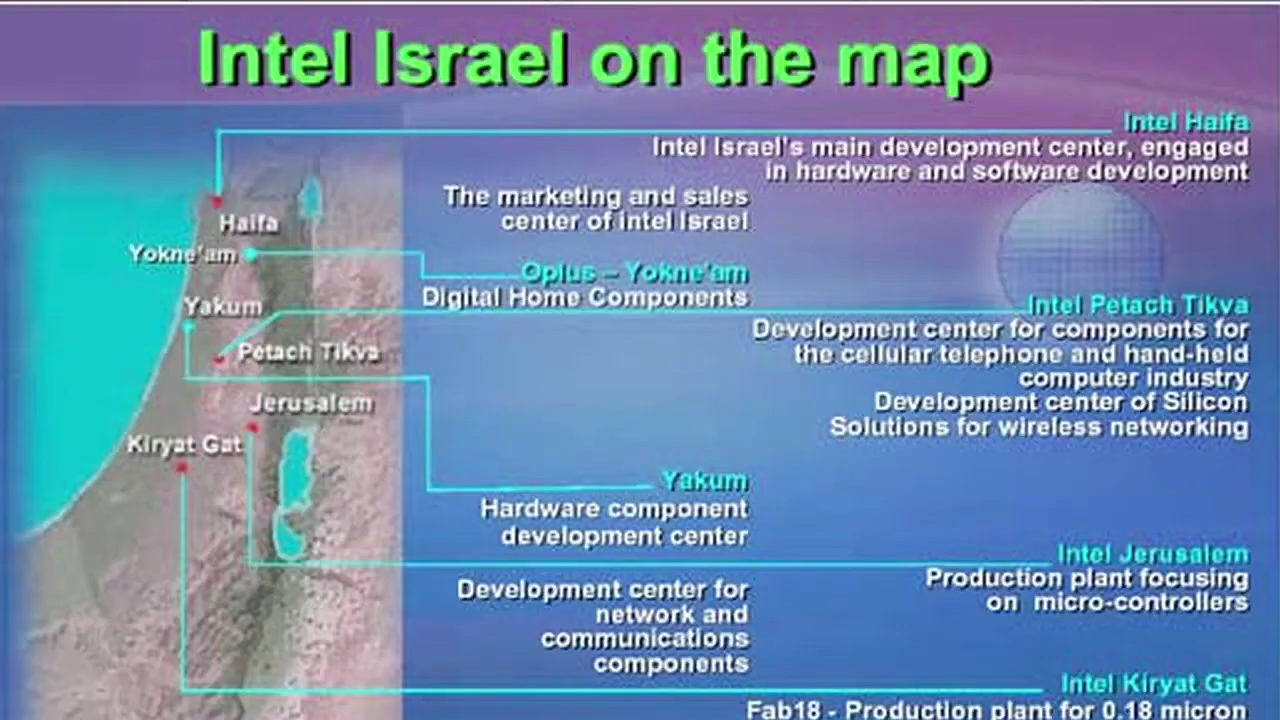 Intel Israel on the map
Intel Haifa
Intel Israel's main development center, engaged
in hardware and software development
The marketing and sales
center of intel Israel
Haifa
Yokne'am
Oplus – Yokne'am
Digital Home Components
Yakum
Intel Petach Tikva
Development center for components for
the cellular telephone and hand-held
computer industry
Development center of Silicon
Solutions for wireless networking
Petach Tikva
Jerusalem
Kiryat Gat
Yakum
Hardware component
development center
Intel Jerusalem
Production plant focusing
on micro-controllers
Development center for
network and
communications
components
Intel Kiryat Gat
Fab18 - Production plant for 0.18 micron